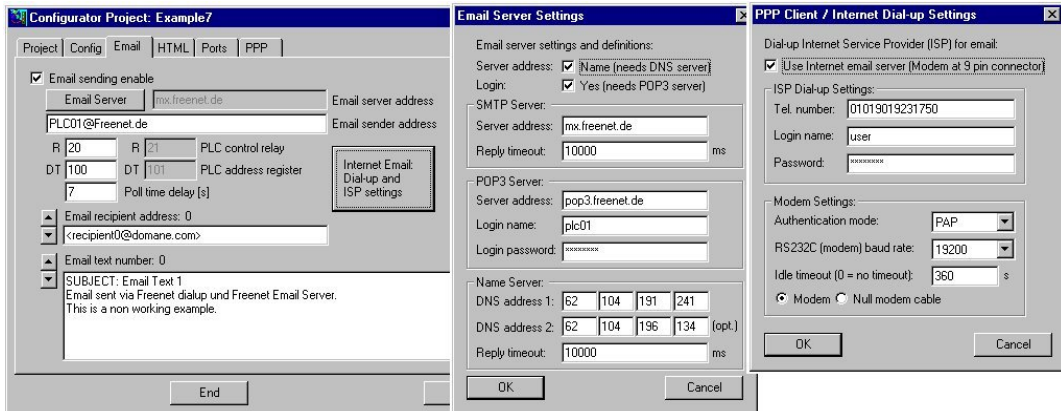 Configurator Project: Example7
Project
Config
Email
HTML
Ports
PPP
Email sending enable
Email Server
mx.freenet.de
Email server address
PLC01@Freenet.de
Email sender address
R 20 R 21 PLC control relay
DT 100 DT 101 PLC address register
7 Poll time delay [s]
Internet Email:
Dial-up and
ISP settings
Email recipient address: 0
<recipient0@domane.com>
Email text number: 0
SUBJECT: Email Text 1
Email sent via Freenet dialup und Freenet Email Server.
This is a non working example.
End
Email Server Settings
Email server settings and definitions:
Server address: Name (needs DNS server)
Login: Yes (needs POP3 server)
SMTP Server:
Server address: mx.freenet.de
Reply timeout: 10000 ms
POP3 Server:
Server address: pop3.freenet.de
Login name: plc01
Login password: xxxxxxxx
Name Server:
DNS address 1: 62 104 191 241
DNS address 2: 62 104 196 134 (opt.)
Reply timeout: 10000 ms
OK
Cancel
PPP Client / Internet Dial-up Settings
Dial-up Internet Service Provider (ISP) for email:
Use Internet email server (Modem at 9 pin connector)
ISP Dial-up Settings:
Tel. number: 01019019231750
Login name: user
Password: xxxxxxxx
Modem Settings:
Authentication mode: PAP
RS232C (modem) baud rate: 19200
Idle timeout (0 = no timeout): 360 s
Modem
Null modem cable
OK
Cancel